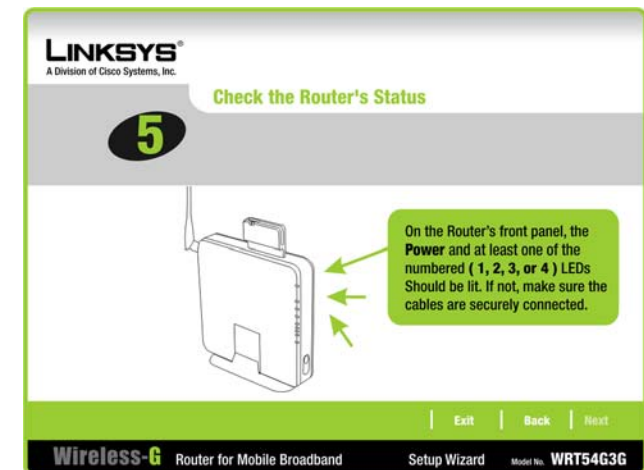 LINKSYS®
A Division of Cisco Systems, Inc.
Check the Router's Status
5
On the Router's front panel, the
Power and at least one of the
numbered ( 1, 2, 3, or 4 ) LEDs
Should be lit. If not, make sure the
cables are securely connected.
Exit Back Next
Wireless-G Router for Mobile Broadband Setup Wizard Model No. WRT54G3G